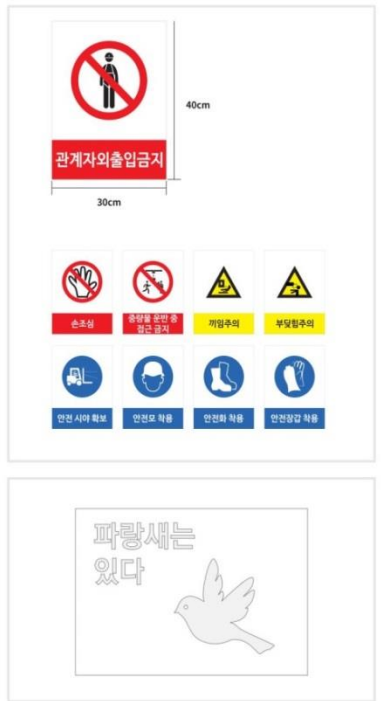 40cm
관계자외출입금지
30cm
손조심
중량물 운반 중
접근 금지
끼임주의
부딪힘주의
안전 시야 확보
안전모 착용
안전화 착용
안전장갑 착용
파랑새는
있다